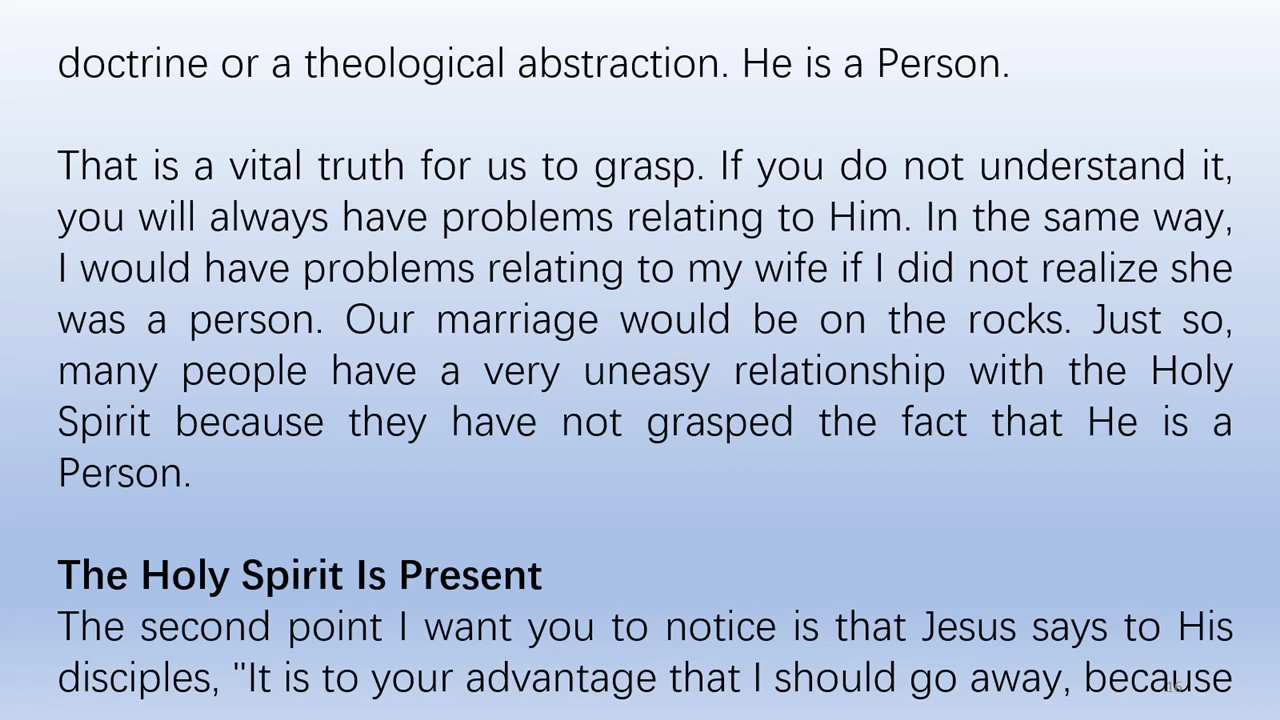 doctrine or a theological abstraction. He is a Person.
That is a vital truth for us to grasp. If you do not understand it,
you will always have problems relating to Him. In the same way,
I would have problems relating to my wife if I did not realize she
was a person. Our marriage would be on the rocks. Just so,
many people have a very uneasy relationship with the Holy
Spirit because they have not grasped the fact that He is a
Person.
The Holy Spirit Is Present
The second point I want you to notice is that Jesus says to His
disciples, "It is to your advantage that I should go away, because